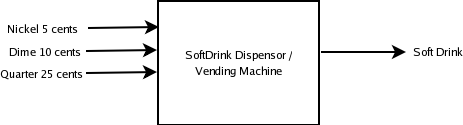 Nickel 5 cents
Dime 10 cents
Quarter 25 cents
SoftDrink Dispensor /
Vending Machine
Soft Drink